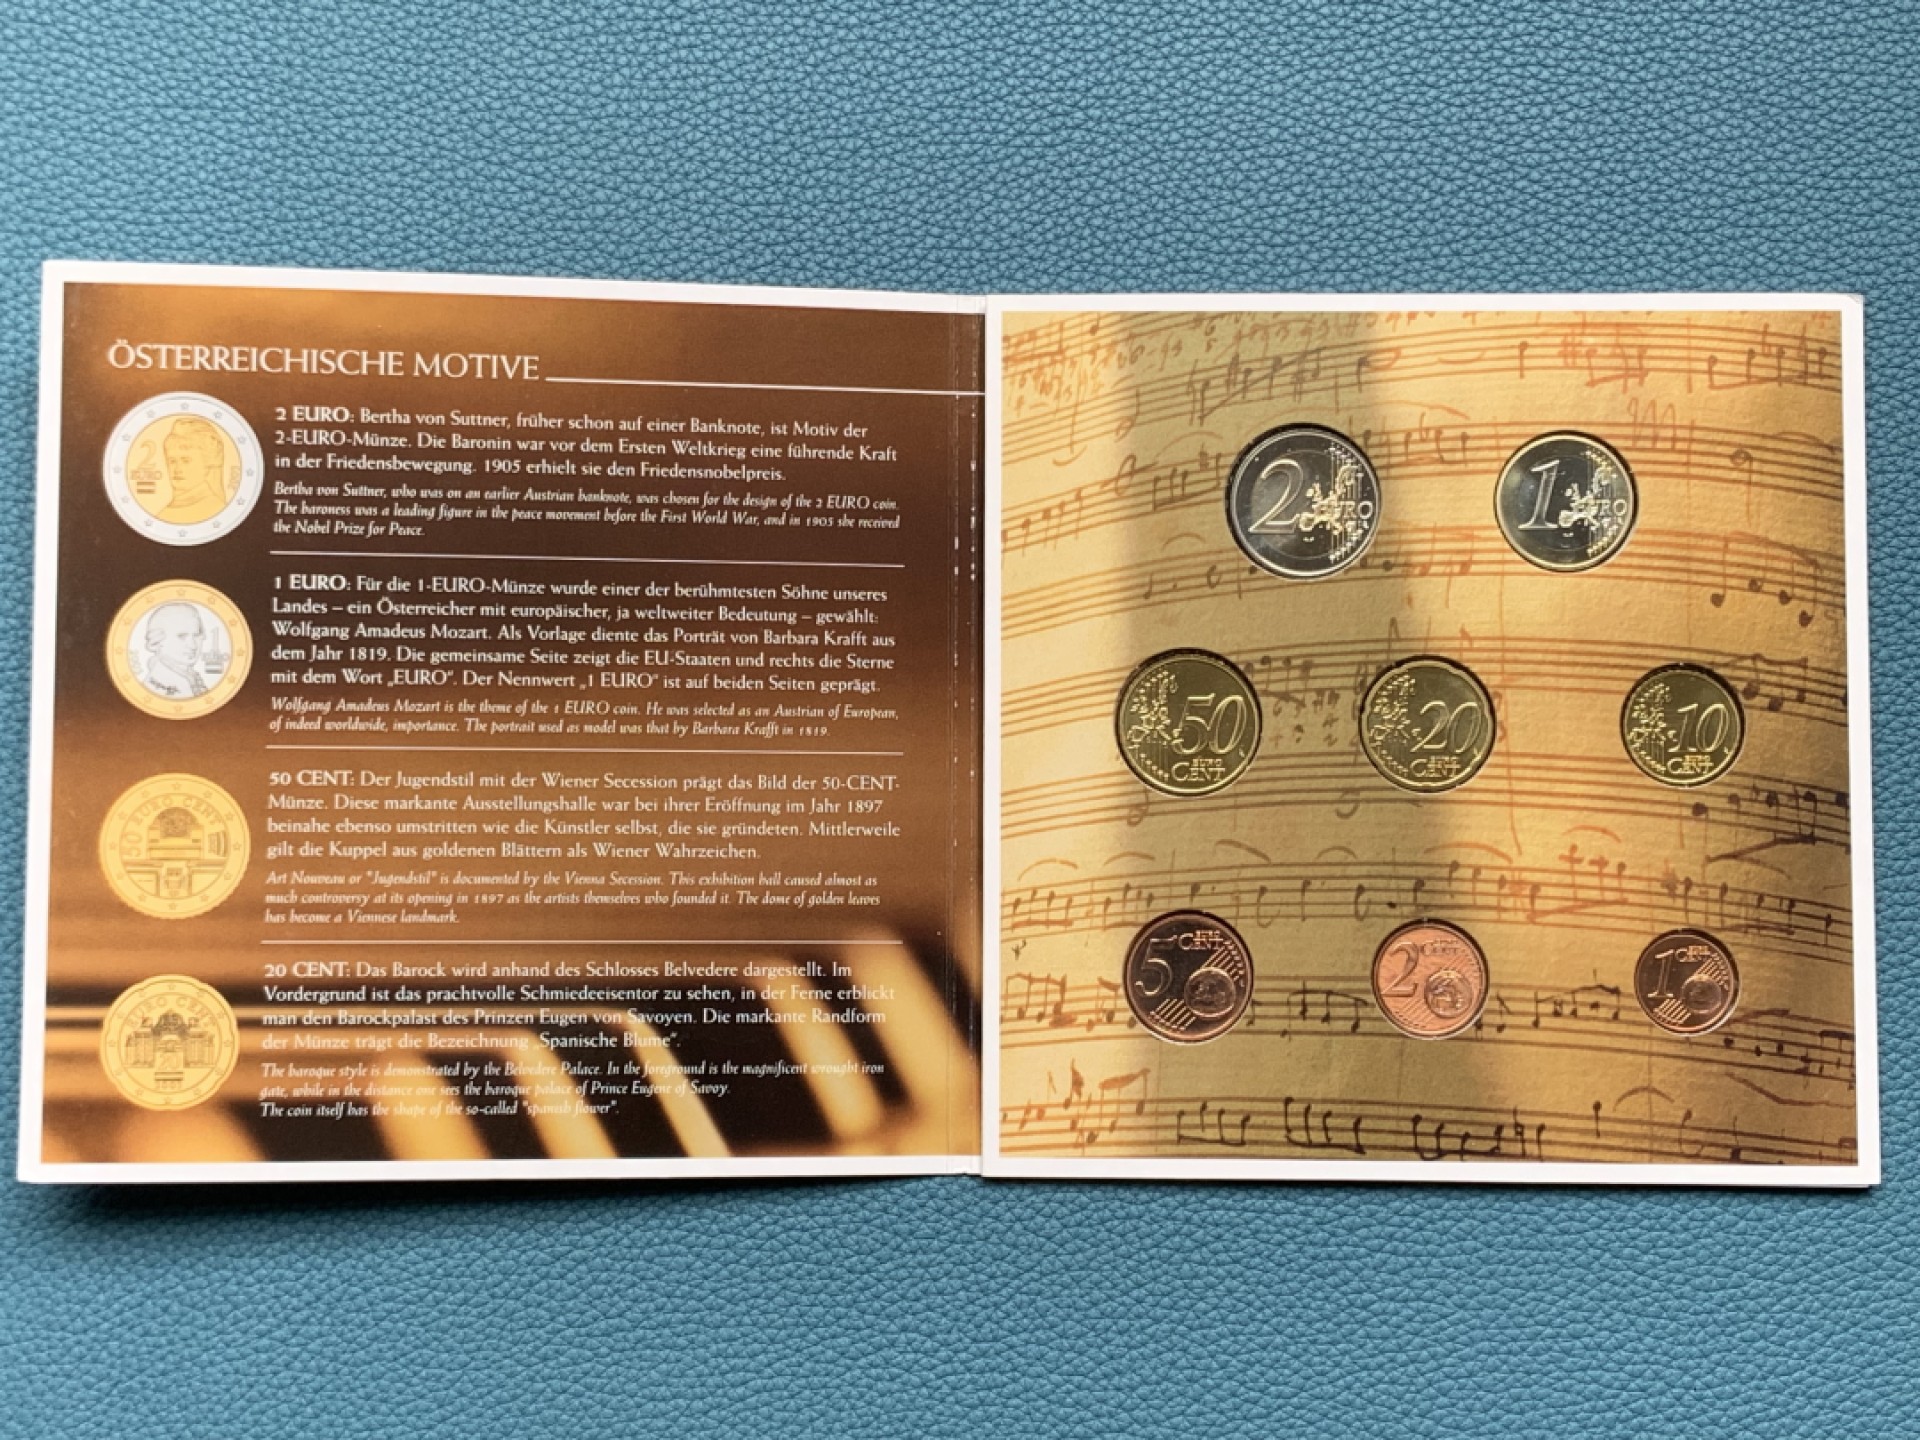 ÖSTERREICHISCHE MOTIVE
2 EURO: Bertha von Suttner, früher schon auf einer Banknote, ist Motiv der
2-EURO-Münze. Die Baronin war vor dem Ersten Weltkrieg eine führende Kraft
in der Friedensbewegung. 1905 erhielt sie den Friedensnobelpreis.
Bertha von Suttner, who was on an earlier Austrian banknote, was chosen for the design of the 2 EURO coin.
The baroness was a leading figure in the peace movement before the First World War, and in 1905 she received
the Nobel Prize for Peace.
1 EURO: Für die 1-EURO-Münze wurde einer der berühmtesten Söhne unseres
Landes – ein Österreicher mit europäischer, ja weltweiter Bedeutung – gewählt:
Wolfgang Amadeus Mozart. Als Vorlage diente das Porträt von Barbara Krafft aus
dem Jahr 1819. Die gemeinsame Seite zeigt die EU-Staaten und rechts die Sterne
mit dem Wort „EURO“. Der Nennwert „1 EURO“ ist auf beiden Seiten geprägt.
Wolfgang Amadeus Mozart is the theme of the 1 EURO coin. He was selected as an Austrian of European,
of indeed worldwide, importance. The portrait used as model was that by Barbara Krafft in 1819.
50 CENT: Der Jugendstil mit der Wiener Secession prägt das Bild der 50-CENT-
Münze. Diese markante Ausstellungshalle war bei ihrer Eröffnung im Jahr 1897
beinahe ebenso umstritten wie die Künstler selbst, die sie gründeten. Mittlerweile
gilt die Kuppel aus goldenen Blättern als Wiener Wahrzeichen.
Art Nouveau or "Jugendstil" is documented by the Vienna Secession. This exhibition hall caused almost as
much controversy at its opening in 1897 as the artists themselves who founded it. The dome of golden leaves
has become a Viennese landmark.
20 CENT: Das Barock wird anhand des Schlosses Belvedere dargestellt. Im
Vordergrund ist das prachtvolle Schmiedeeisentor zu sehen, in der Ferne erblickt
man den Barockpalast des Prinzen Eugen von Savoyen. Die markante Randform
der Münze trägt die Bezeichnung „Spanische Blume“.
The baroque style is demonstrated by the Belvedere Palace. In the foreground is the magnificent wrought iron
gate, while in the distance one sees the baroque palace of Prince Eugene of Savoy.
The coin itself has the shape of the so-called "spanish flower".
2 EURO
1 EURO
50 EURO CENT
2 EURO
1 EURO
50 EURO CENT
20 EURO CENT
10 EURO CENT
5 EURO CENT
2 EURO CENT
1 EURO CENT